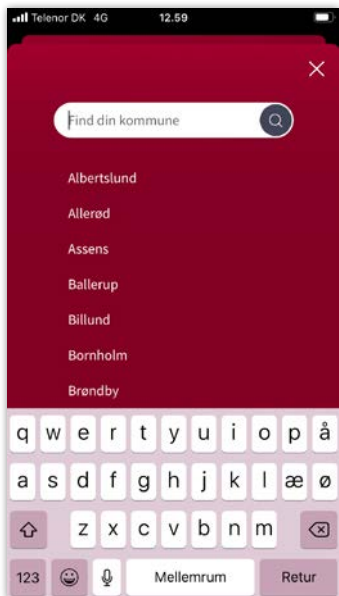 Telenor DK 4G 12.59
Find din kommune
Albertslund
Allerød
Assens
Ballerup
Billund
Bornholm
Brøndby
q w e r t y u i o p å
a s d f g h j k l æ ø
z x c v b n m
123 Mellemrum Retur